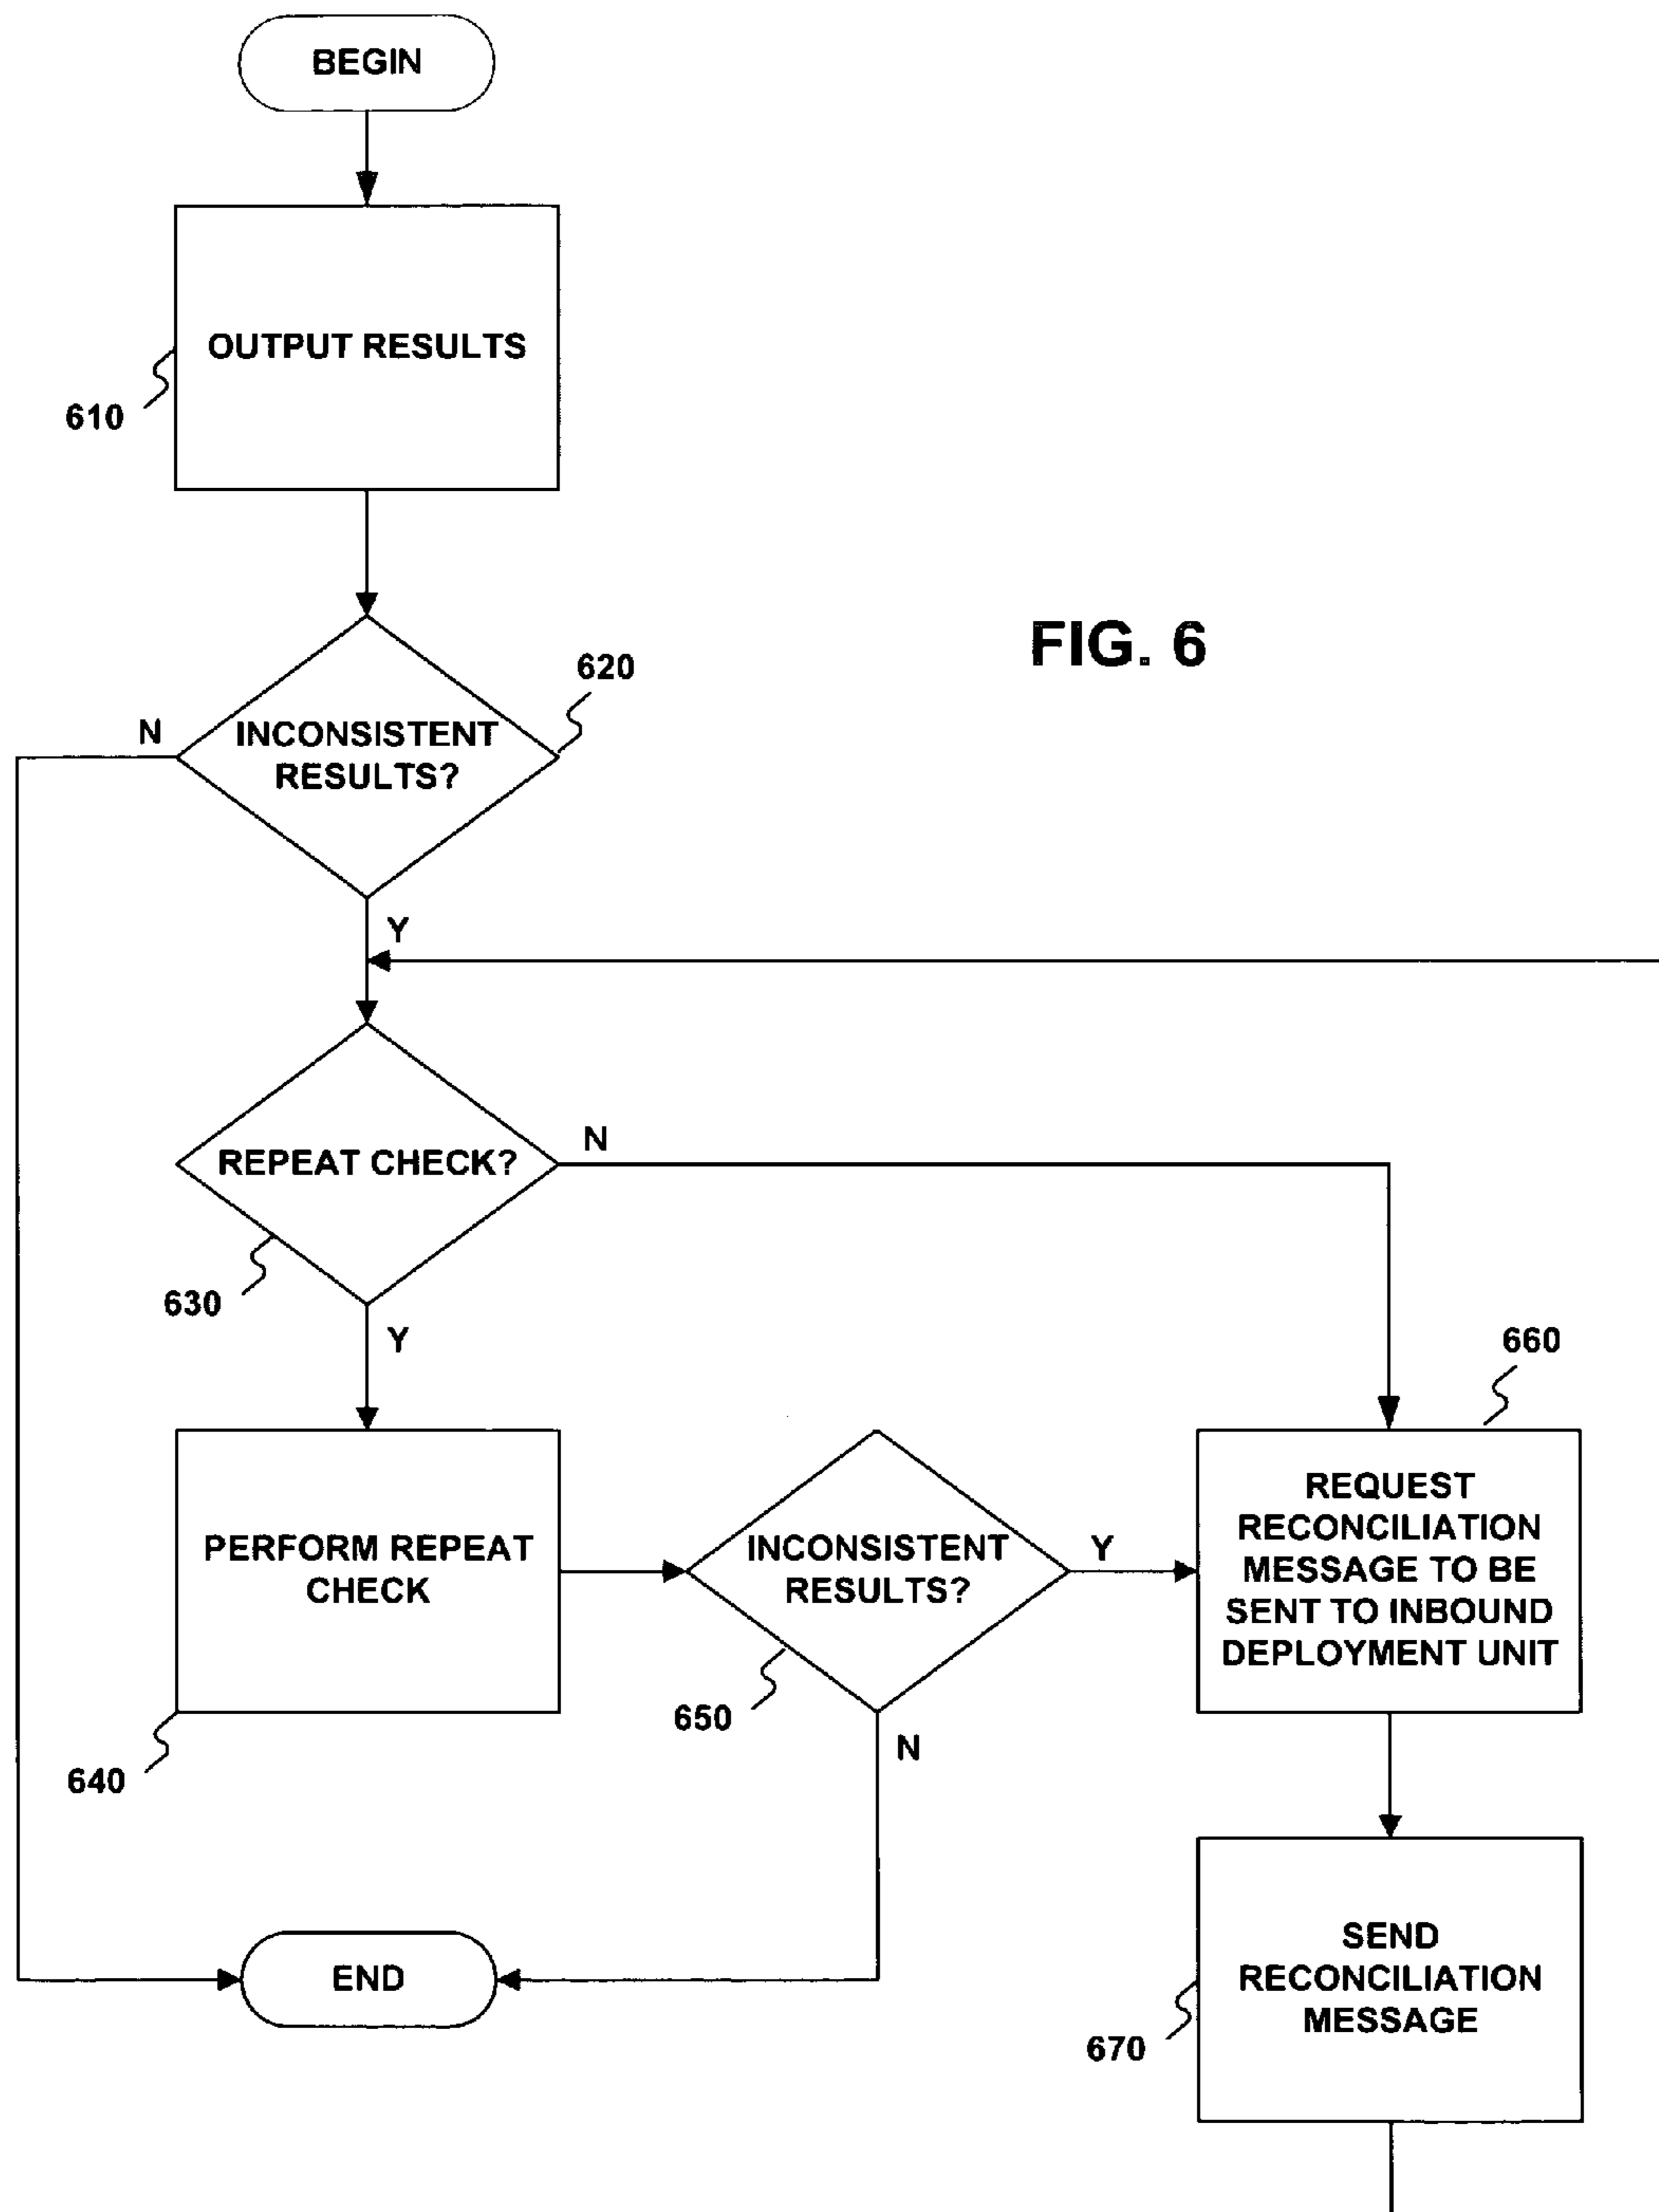 BEGIN
OUTPUT RESULTS
610
FIG. 6
620
N
INCONSISTENT
RESULTS?
Y
REPEAT CHECK?
N
630
Y
660
PERFORM REPEAT
CHECK
640
INCONSISTENT
RESULTS?
Y
650
N
REQUEST
RECONCILIATION
MESSAGE TO BE
SENT TO INBOUND
DEPLOYMENT UNIT
END
SEND
RECONCILIATION
MESSAGE
670